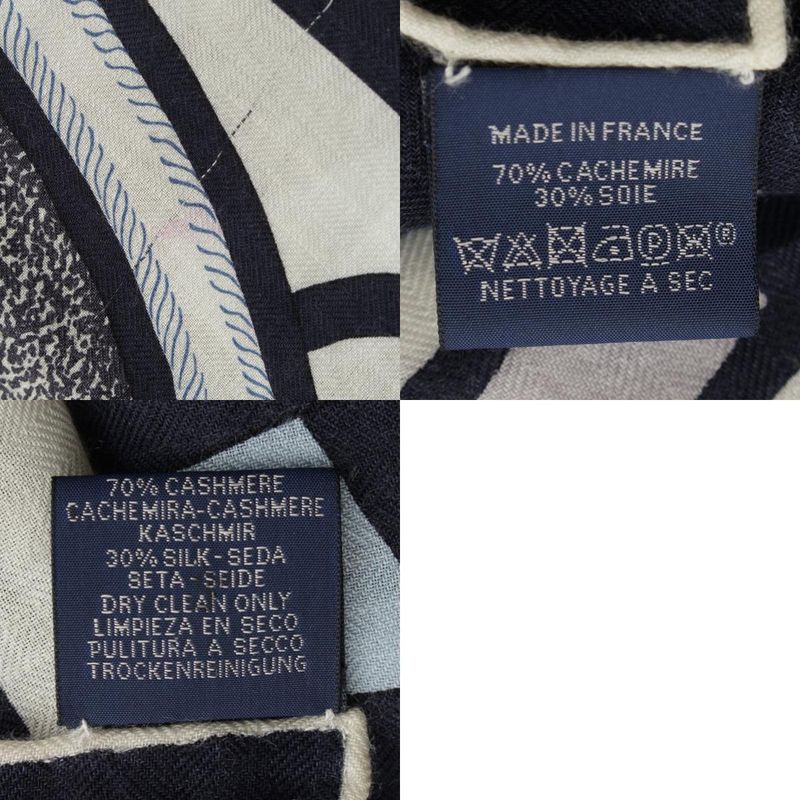 MADE IN FRANCE
70% CACHEMIRE
30% SOIE
P ®
NETTOYAGE À SEC
70% CASHMERE
CACHEMIRA-CASHMERE
KASCHMIR
30% SILK - SEDA
SETA - SEIDE
DRY CLEAN ONLY
LIMPIEZA EN SECO
PULITURA A SECCO
TROCKENREINIGUNG